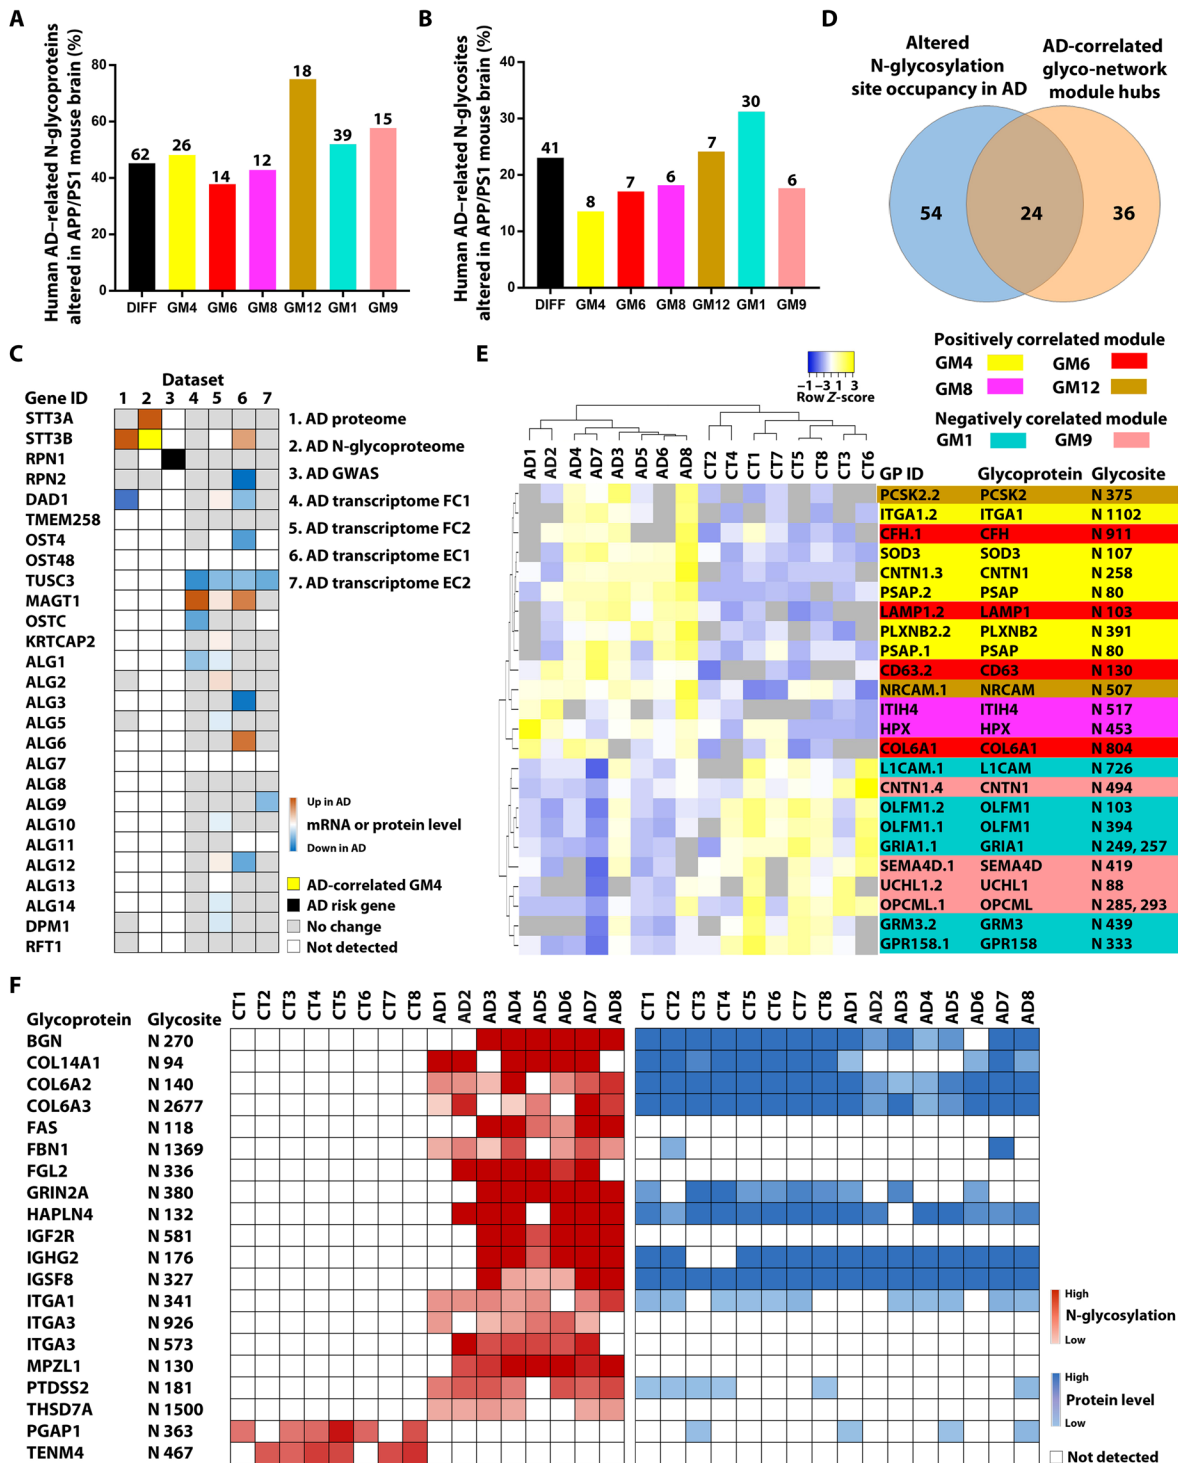 A
Human AD–related N-glycoproteins
altered in APP/PS1 mouse brain (%)
80
60
40
20
0
62
26
14
12
18
39
15
DIFF GM4 GM6 GM8 GM12 GM1 GM9
B
Human AD–related N-glycosites
altered in APP/PS1 mouse brain (%)
40
30
20
10
0
41
8
7
6
7
30
6
DIFF GM4 GM6 GM8 GM12 GM1 GM9
D
Altered
N-glycosylation
site occupancy in AD
AD-correlated
glyco-network
module hubs
54 24 36
Positively correlated module
GM4 GM6
GM8 GM12
Negatively corelated module
GM1 GM9
C
Dataset
Gene ID 1 2 3 4 5 6 7
STT3A
STT3B
RPN1
RPN2
DAD1
TMEM258
OST4
OST48
TUSC3
MAGT1
OSTC
KRTCAP2
ALG1
ALG2
ALG3
ALG5
ALG6
ALG7
ALG8
ALG9
ALG10
ALG11
ALG12
ALG13
ALG14
DPM1
RFT1
1. AD proteome
2. AD N-glycoproteome
3. AD GWAS
4. AD transcriptome FC1
5. AD transcriptome FC2
6. AD transcriptome EC1
7. AD transcriptome EC2
Up in AD
mRNA or protein level
Down in AD
AD-correlated GM4
AD risk gene
No change
Not detected
E
−1 −3 1 3
Row Z-score
AD1 AD2 AD4 AD7 AD3 AD5 AD6 AD8 CT2 CT4 CT1 CT7 CT5 CT8 CT3 CT6
GP ID Glycoprotein Glycosite
PCSK2.2 PCSK2 N 375
ITGA1.2 ITGA1 N 1102
CFH.1 CFH N 911
SOD3 SOD3 N 107
CNTN1.3 CNTN1 N 258
PSAP.2 PSAP N 80
LAMP1.2 LAMP1 N 103
PLXNB2.2 PLXNB2 N 391
PSAP.1 PSAP N 80
CD63.2 CD63 N 130
NRCAM.1 NRCAM N 507
ITIH4 ITIH4 N 517
HPX HPX N 453
COL6A1 COL6A1 N 804
L1CAM.1 L1CAM N 726
CNTN1.4 CNTN1 N 494
OLFM1.2 OLFM1 N 103
OLFM1.1 OLFM1 N 394
GRIA1.1 GRIA1 N 249, 257
SEMA4D.1 SEMA4D N 419
UCHL1.2 UCHL1 N 88
OPCML.1 OPCML N 285, 293
GRM3.2 GRM3 N 439
GPR158.1 GPR158 N 333
F
Glycoprotein Glycosite CT1 CT2 CT3 CT4 CT5 CT6 CT7 CT8 AD1 AD2 AD3 AD4 AD5 AD6 AD7 AD8 CT1 CT2 CT3 CT4 CT5 CT6 CT7 CT8 AD1 AD2 AD3 AD4 AD5 AD6 AD7 AD8
BGN N 270
COL14A1 N 94
COL6A2 N 140
COL6A3 N 2677
FAS N 118
FBN1 N 1369
FGL2 N 336
GRIN2A N 380
HAPLN4 N 132
IGF2R N 581
IGHG2 N 176
IGSF8 N 327
ITGA1 N 341
ITGA3 N 926
ITGA3 N 573
MPZL1 N 130
PTDSS2 N 181
THSD7A N 1500
PGAP1 N 363
TENM4 N 467
High
N-glycosylation
Low
High
Protein level
Low
Not detected